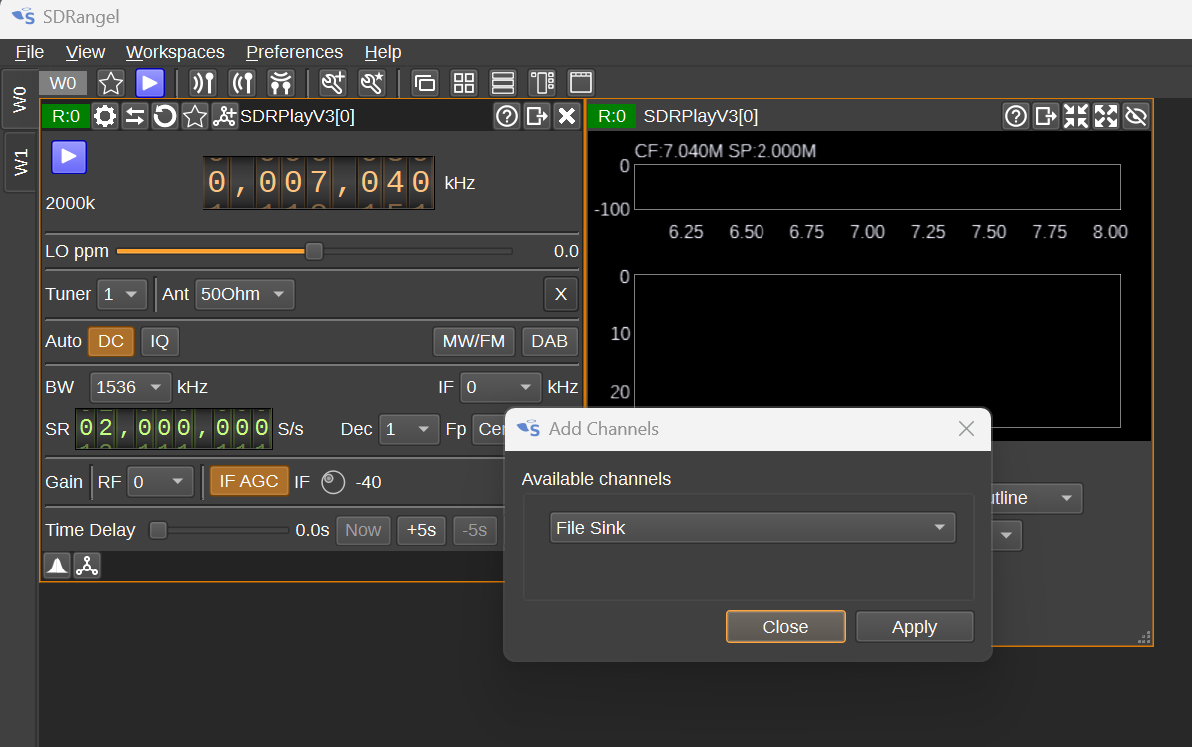 SDRangel
File View Workspaces Preferences Help
W0
W0
W1
R:0 SDRPlayV3[0]
0,007,040 kHz
2000k
LO ppm 0.0
Tuner 1 Ant 50Ohm X
Auto DC IQ MW/FM DAB
BW 1536 kHz IF 0 kHz
SR 02,000,000 S/s Dec 1 Fp
Gain RF 0 IF AGC IF -40
Time Delay 0.0s Now +5s -5s
R:0 SDRPlayV3[0]
CF:7.040M SP:2.000M
0
-100
6.25 6.50 6.75 7.00 7.25 7.50 7.75 8.00
0
10
20
S Add Channels
Available channels
File Sink
Close Apply